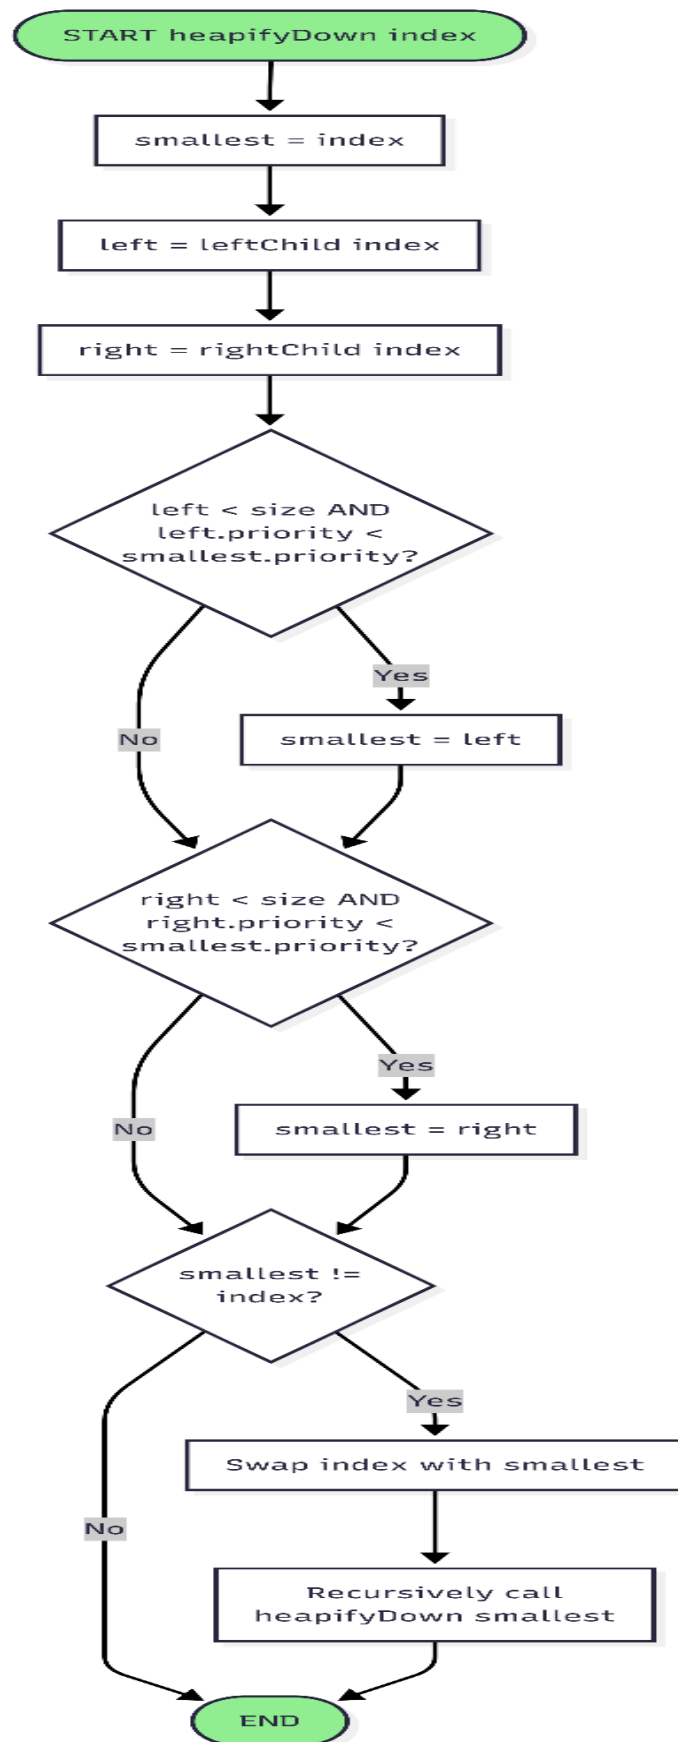 START heapifyDown index
smallest = index
left = leftChild index
right = rightChild index
left < size AND
left.priority <
smallest.priority?
Yes
No
smallest = left
right < size AND
right.priority <
smallest.priority?
Yes
No
smallest = right
smallest !=
index?
Yes
Swap index with smallest
No
Recursively call
heapifyDown smallest
END